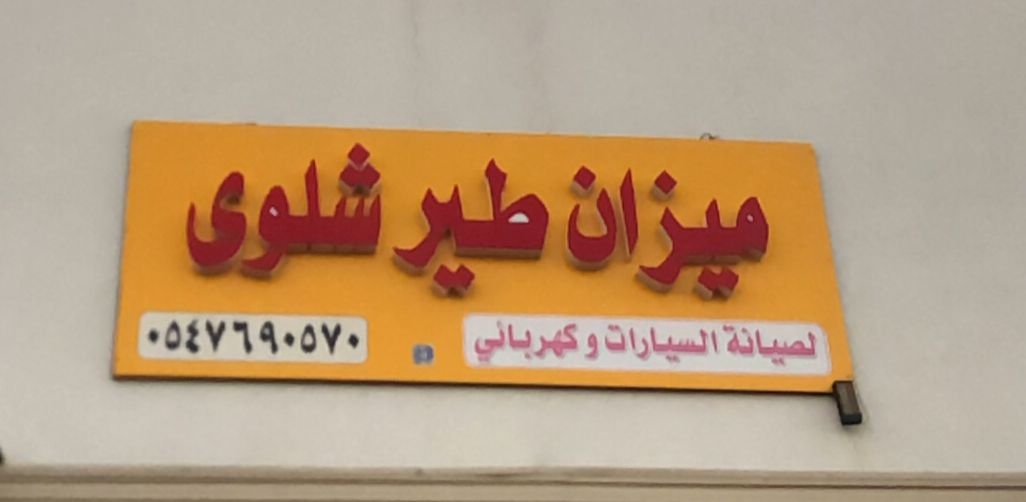 ميزان طير شلوى
لصيانة السيارات و كهربائي
٠٥٤٧٦٩٠٥٧٠